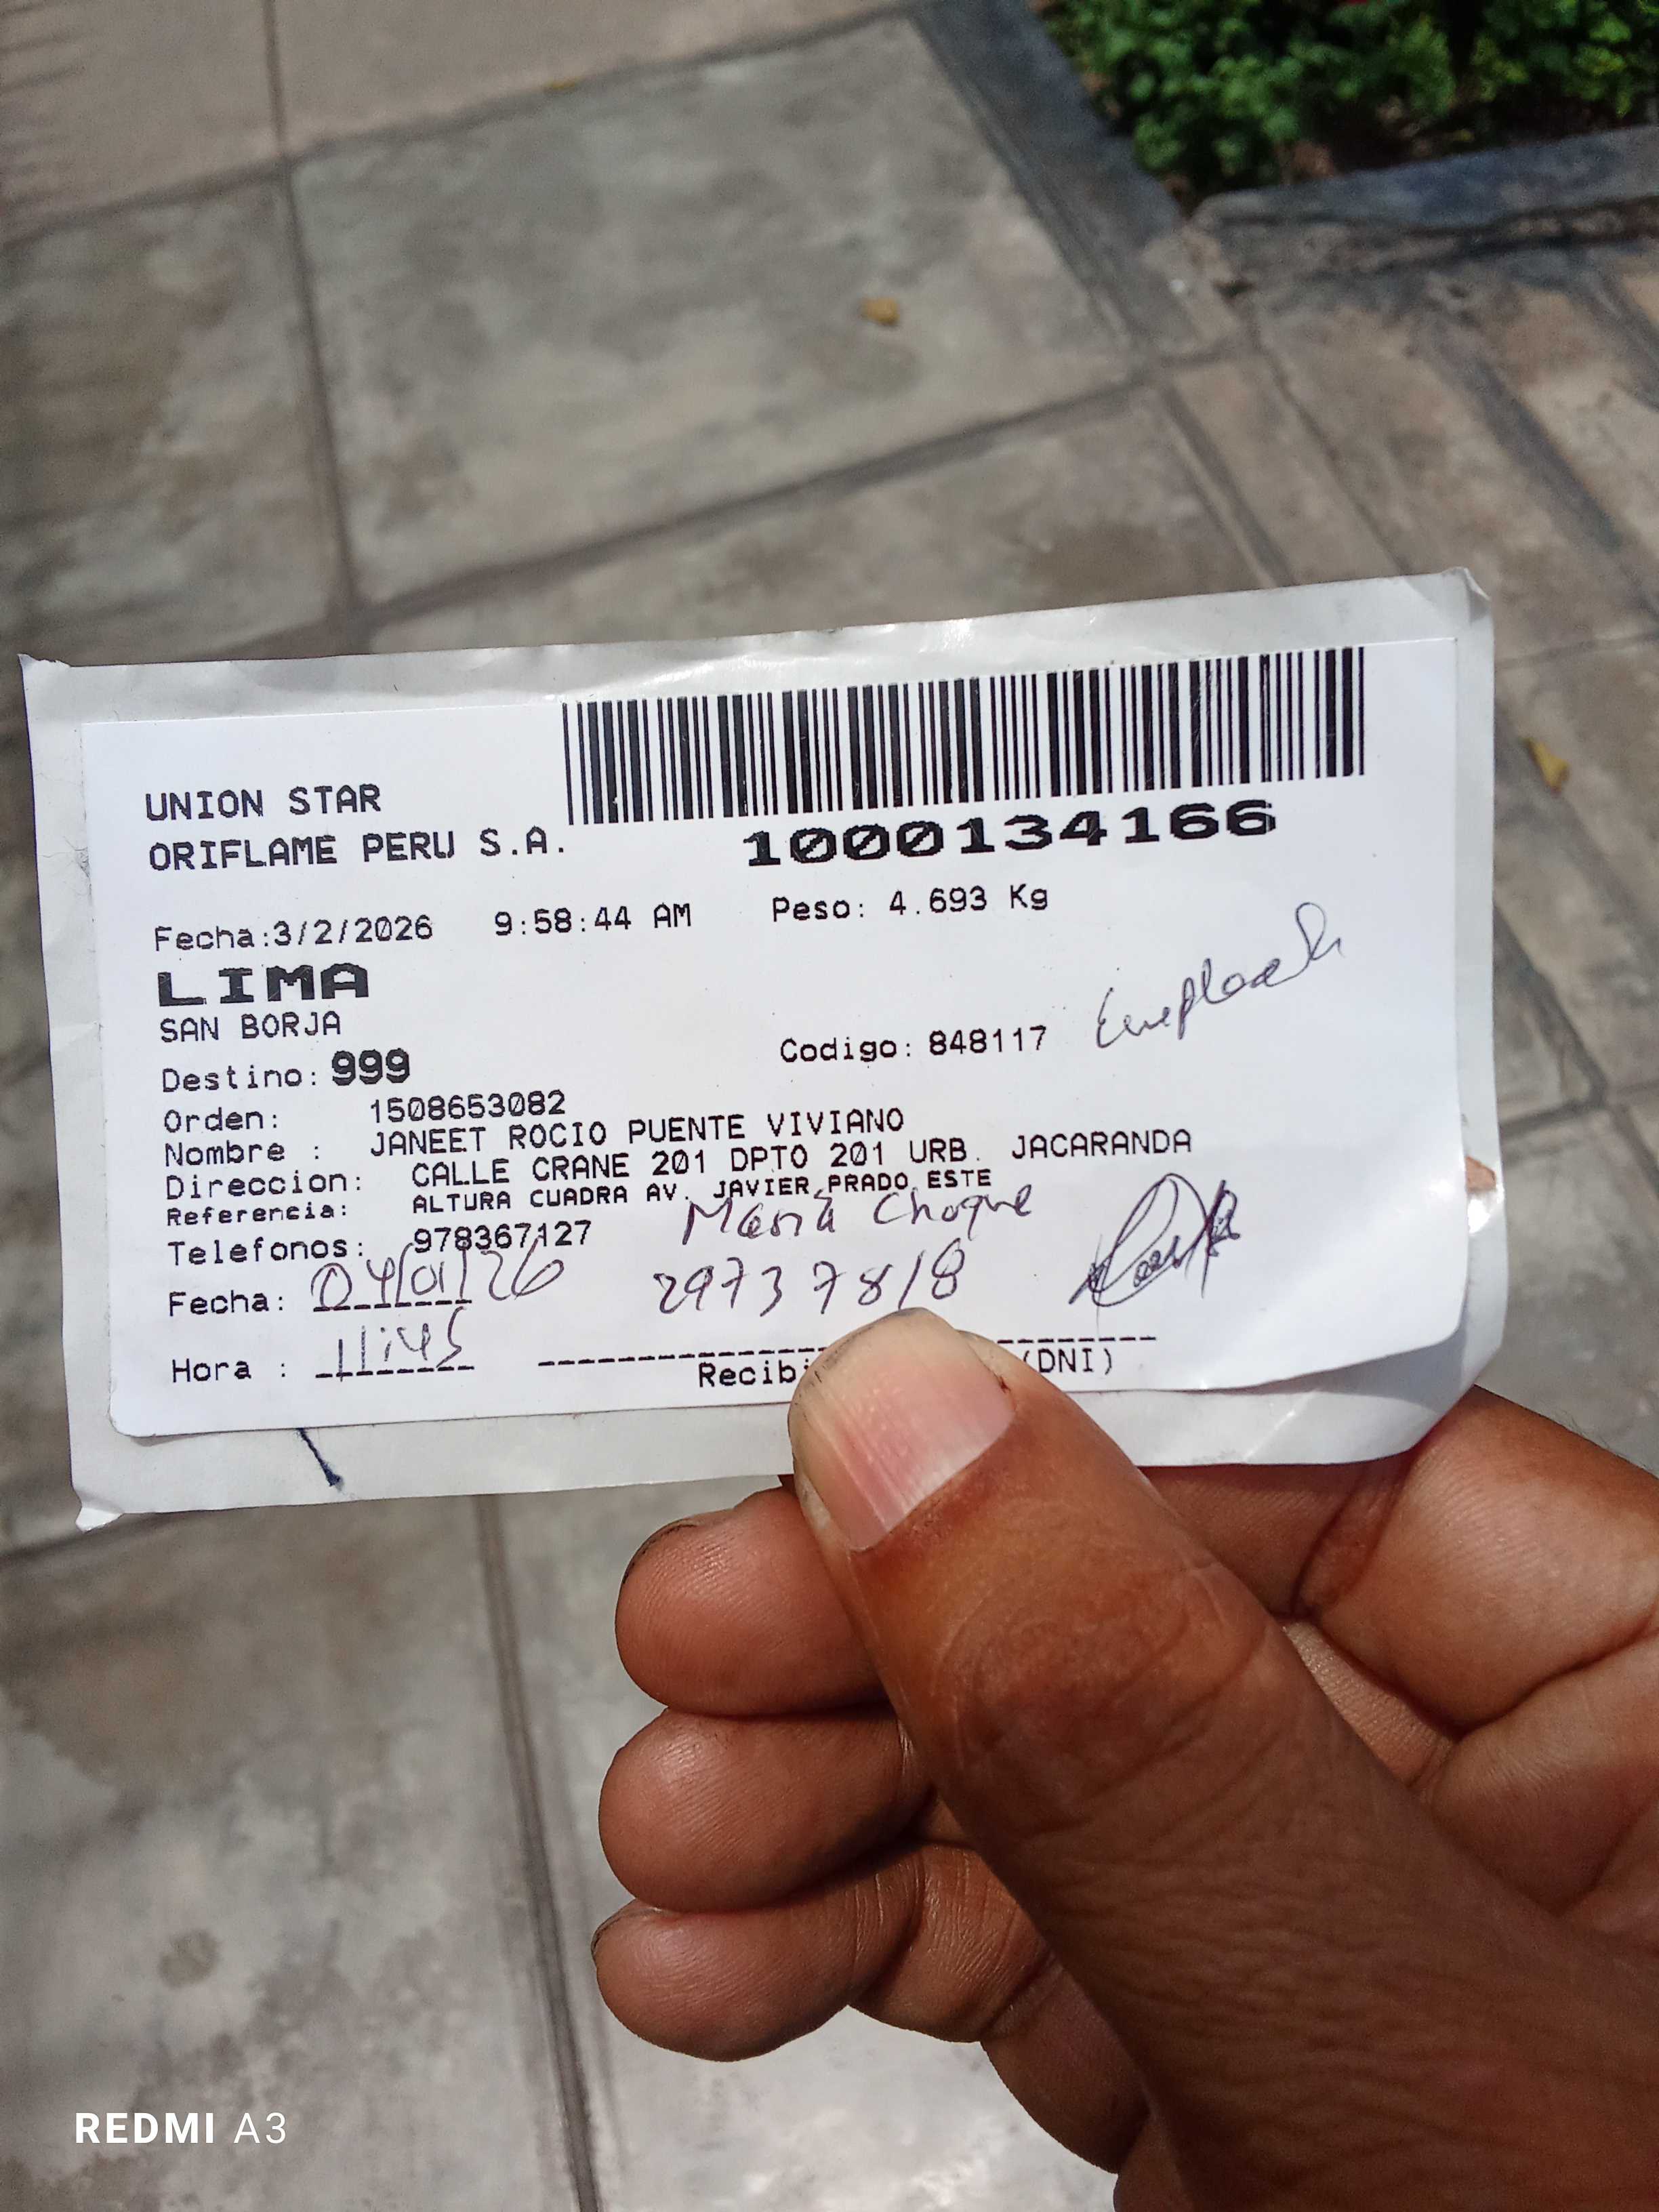 UNION STAR
ORIFLAME PERU S.A.
1000134166
Fecha:3/2/2026 9:58:44 AM Peso: 4.693 Kg
LIMA
SAN BORJA
Destino: 999 Codigo: 848117
Orden: 1508653082
Nombre : JANEET ROCIO PUENTE VIVIANO
Direccion: CALLE CRANE 201 DPTO 201 URB. JACARANDA
Referencia: ALTURA CUADRA AV. JAVIER PRADO ESTE
Telefonos: 978367127 Maria Choque
Fecha: 04/01/26 29737818
Hora : 11:45
(DNI)
REDMI A3